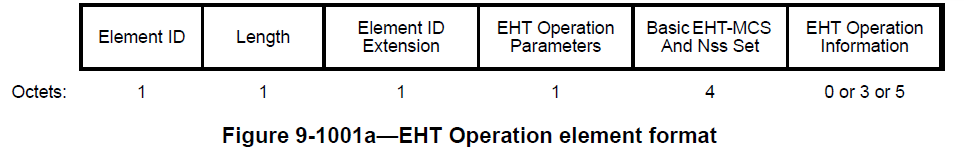 Element ID
Length
Element ID
Extension
EHT Operation
Parameters
Basic EHT-MCS
And Nss Set
EHT Operation
Information
Octets: 1 1 1 1 4 0 or 3 or 5
Figure 9-1001a—EHT Operation element format